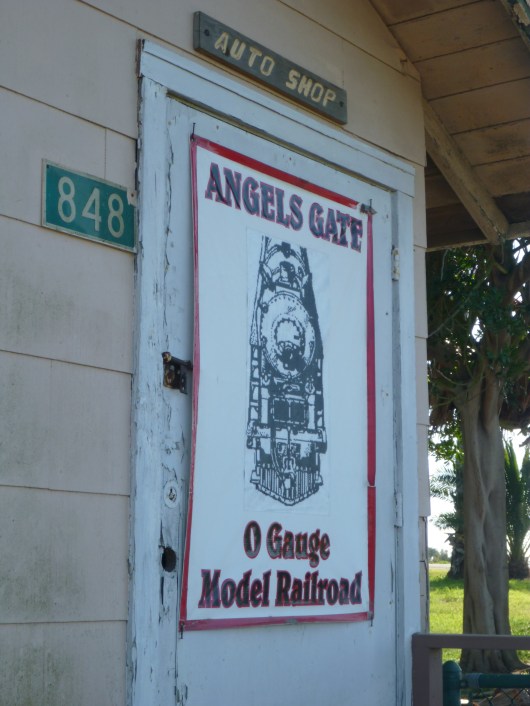 AUTO SHOP
848
ANGELS GATE
O Gauge
Model Railroad